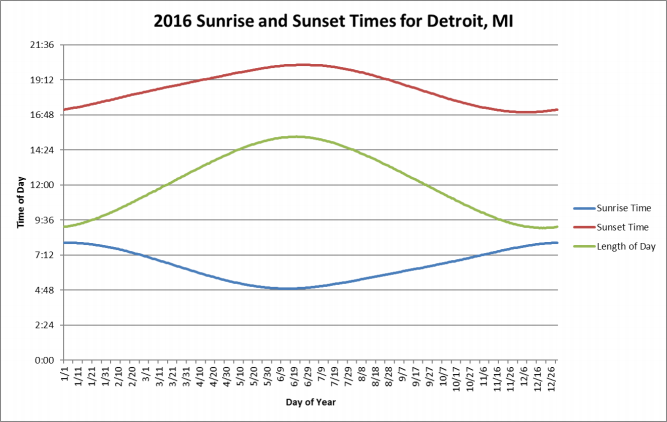 2016 Sunrise and Sunset Times for Detroit, MI
21:36
19:12
16:48
14:24
12:00
9:36
7:12
4:48
2:24
0:00
Time of Day
1/1 1/11 1/21 1/31 2/10 2/20 3/1 3/11 3/21 3/31 4/10 4/20 4/30 5/10 5/20 5/30 6/9 6/19 6/29 7/9 7/19 7/29 8/8 8/18 8/28 9/7 9/17 9/27 10/7 10/17 10/27 11/6 11/16 11/26 12/6 12/16 12/26
Day of Year
Sunrise Time
Sunset Time
Length of Day